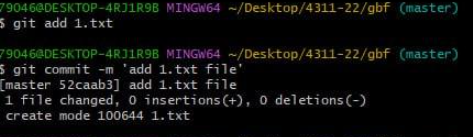 79046@DESKTOP-4RJ1R9B MINGW64 ~/Desktop/4311-22/gbf (master)
$ git add 1.txt
79046@DESKTOP-4RJ1R9B MINGW64 ~/Desktop/4311-22/gbf (master)
$ git commit -m 'add 1.txt file'
[master 52caab3] add 1.txt file
1 file changed, 0 insertions(+), 0 deletions(-)
create mode 100644 1.txt